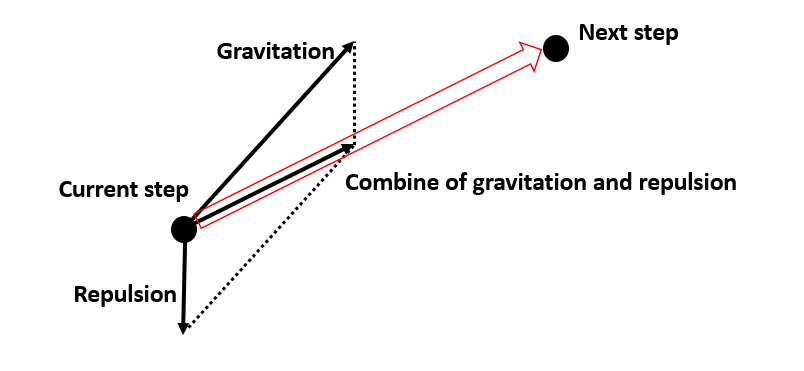 Next step
Gravitation
Combine of gravitation and repulsion
Current step
Repulsion